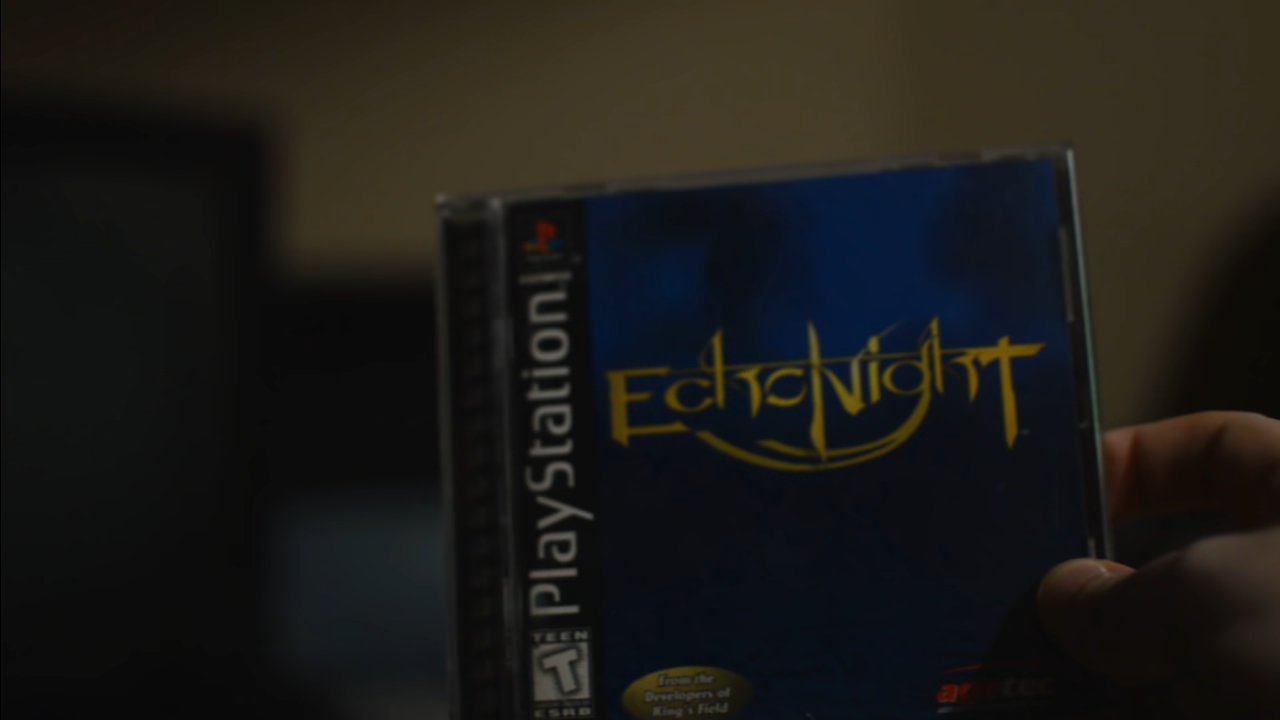 PlayStation
EchoNight
TEEN
T
ESRB
From the
Developers of
King's Field